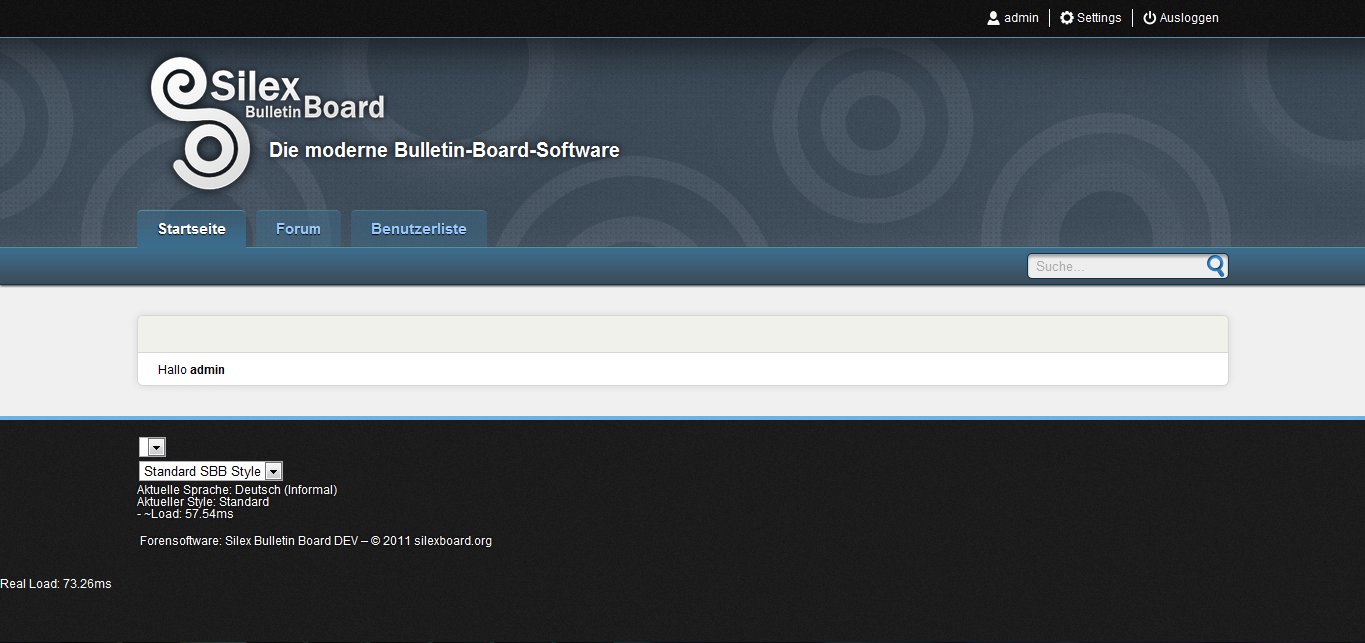 admin Settings Ausloggen
Silex
Bulletin Board
Die moderne Bulletin-Board-Software
Startseite Forum Benutzerliste
Suche...
Hallo admin
Standard SBB Style
Aktuelle Sprache: Deutsch (Informal)
Aktueller Style: Standard
- ~Load: 57.54ms
Forensoftware: Silex Bulletin Board DEV – © 2011 silexboard.org
Real Load: 73.26ms